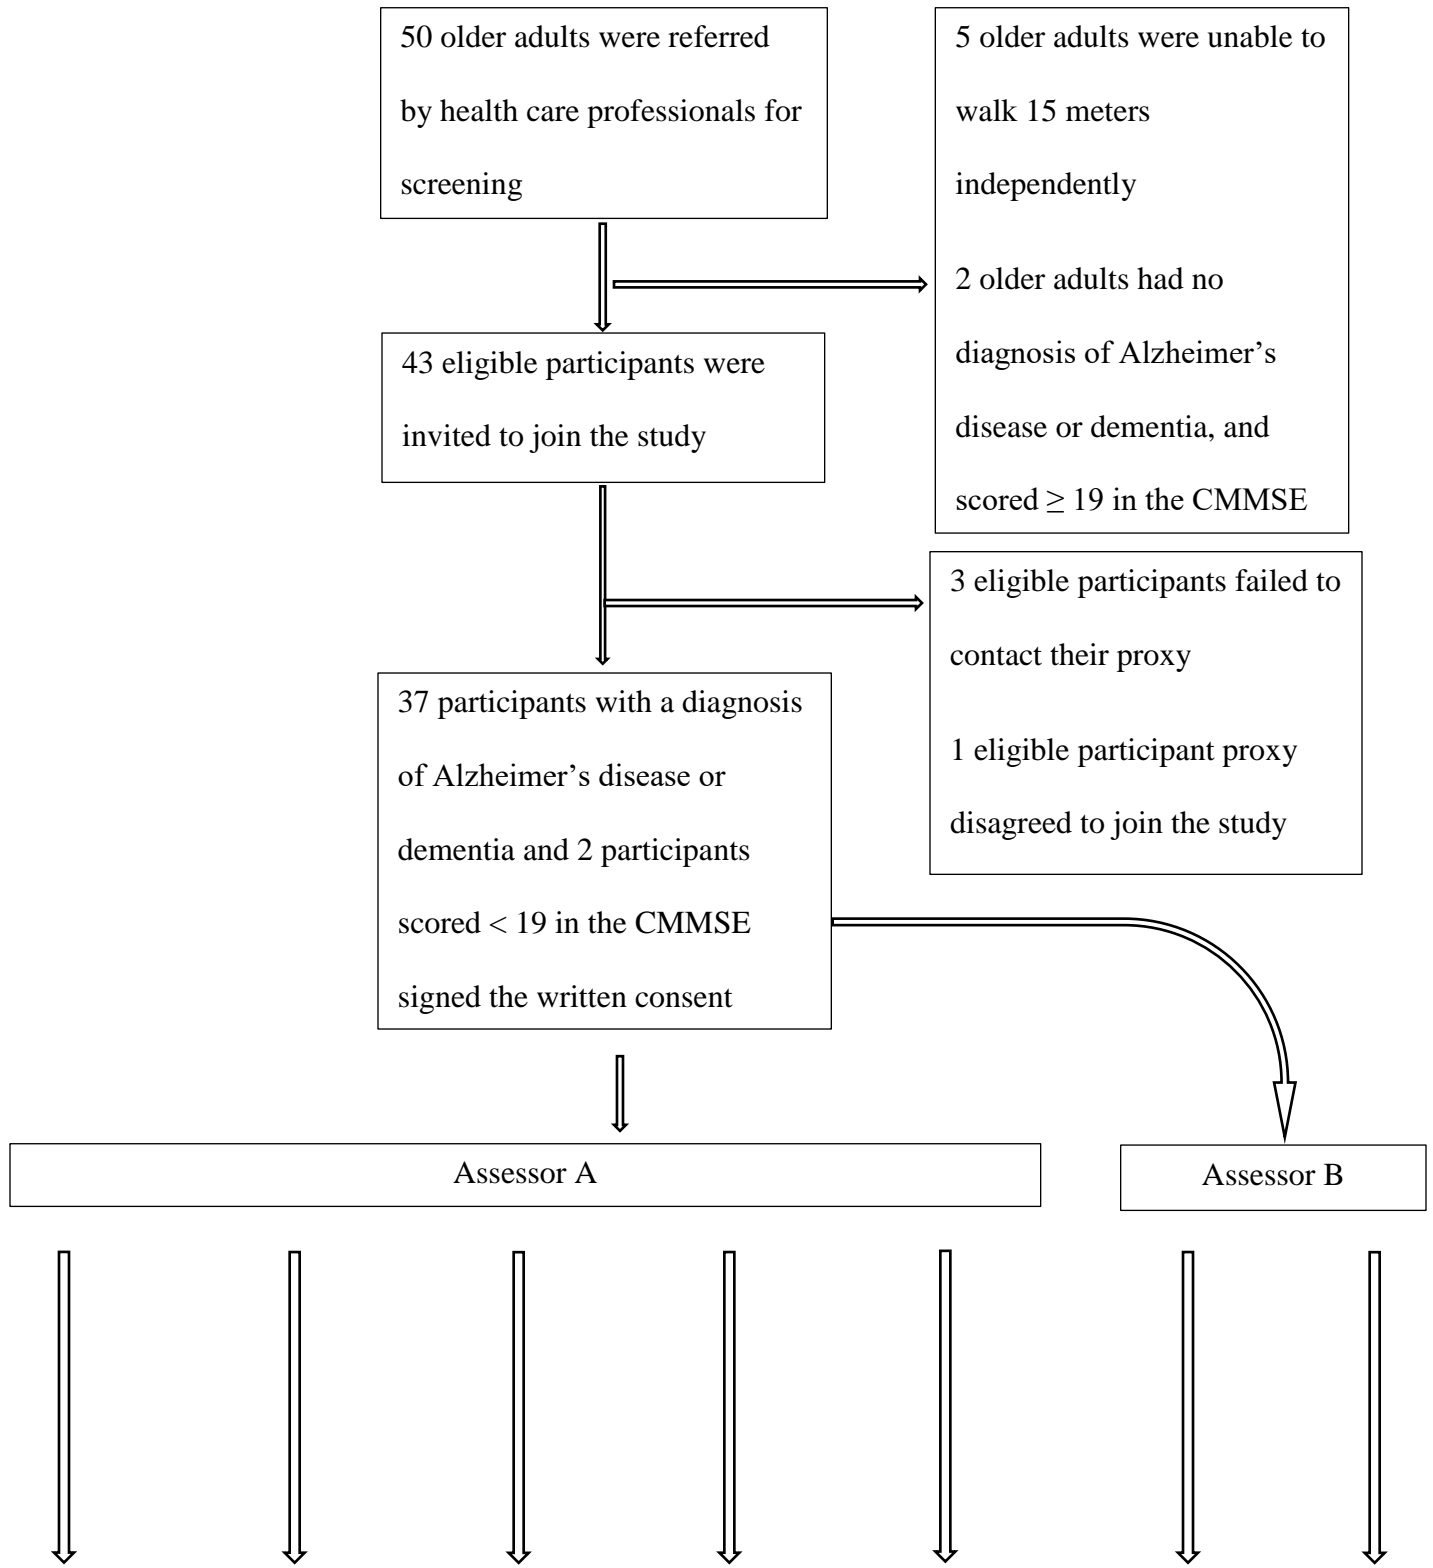 50 older adults were referred
by health care professionals for
screening
5 older adults were unable to
walk 15 meters
independently
2 older adults had no
diagnosis of Alzheimer’s
disease or dementia, and
scored ≥ 19 in the CMMSE
43 eligible participants were
invited to join the study
3 eligible participants failed to
contact their proxy
1 eligible participant proxy
disagreed to join the study
37 participants with a diagnosis
of Alzheimer’s disease or
dementia and 2 participants
scored < 19 in the CMMSE
signed the written consent
Assessor A
Assessor B